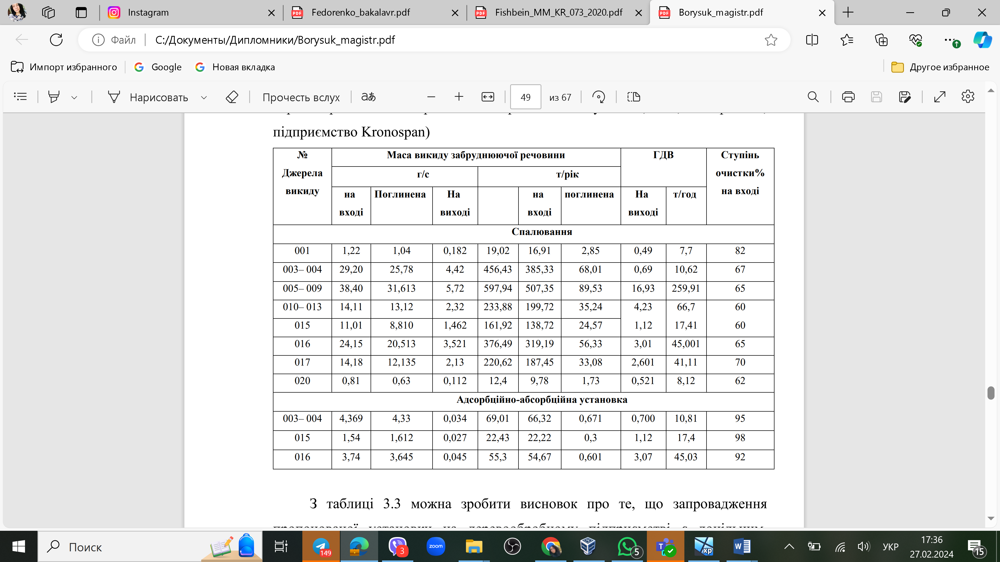 Instagram
Fedorenko_bakalavr.pdf
Fishbein_MM_KR_073_2020.pdf
Borysuk_magistr.pdf
Файл
C:/Документы/Дипломники/Borysuk_magistr.pdf
Импорт избранного
Google
Новая вкладка
Другое избранное
Нарисовать
Прочесть вслух
aあ
49
из 67
підприємство Kronospan)
№ Джерела викиду
Маса викиду забруднюючої речовини
ГДВ
Ступінь очистки% на вході
г/с
т/рік
на вході
Поглинена
На виході
на вході
поглинена
На виході
т/год
Спалювання
001 1,22 1,04 0,182 19,02 16,91 2,85 0,49 7,7 82
003– 004 29,20 25,78 4,42 456,43 385,33 68,01 0,69 10,62 67
005– 009 38,40 31,613 5,72 597,94 507,35 89,53 16,93 259,91 65
010– 013 14,11 13,12 2,32 233,88 199,72 35,24 4,23 66,7 60
015 11,01 8,810 1,462 161,92 138,72 24,57 1,12 17,41 60
016 24,15 20,513 3,521 376,49 319,19 56,33 3,01 45,001 65
017 14,18 12,135 2,13 220,62 187,45 33,08 2,601 41,11 70
020 0,81 0,63 0,112 12,4 9,78 1,73 0,521 8,12 62
Адсорбційно-абсорбційна установка
003– 004 4,369 4,33 0,034 69,01 66,32 0,671 0,700 10,81 95
015 1,54 1,612 0,027 22,43 22,22 0,3 1,12 17,4 98
016 3,74 3,645 0,045 55,3 54,67 0,601 3,07 45,03 92
З таблиці 3.3 можна зробити висновок про те, що запровадження
Поиск
149
3
zoom
5
T
xp
W
УКР
17:36
27.02.2024
15